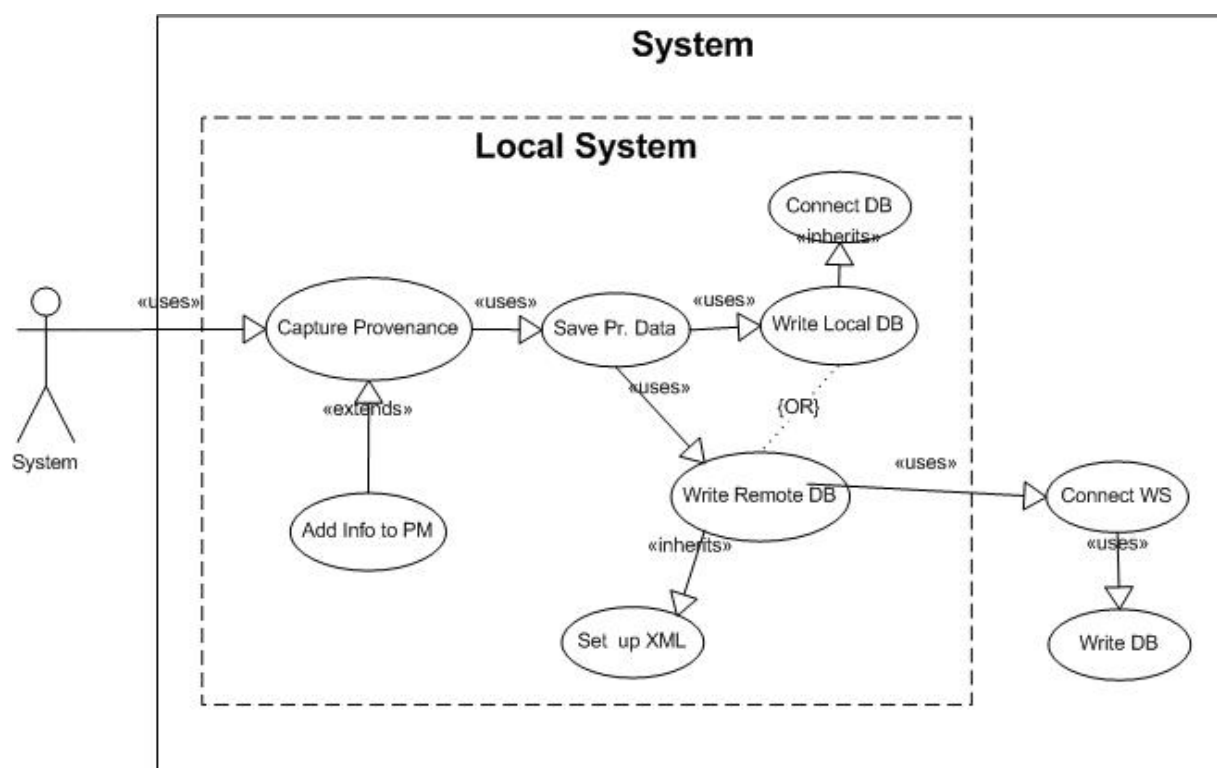 System
Local System
Connect DB
«inherits»
«uses»
«uses»
«uses»
Capture Provenance
Save Pr. Data
Write Local DB
«uses»
«extends»
{OR}
System
«uses»
Write Remote DB
Connect WS
Add Info to PM
«inherits»
«uses»
Set up XML
Write DB